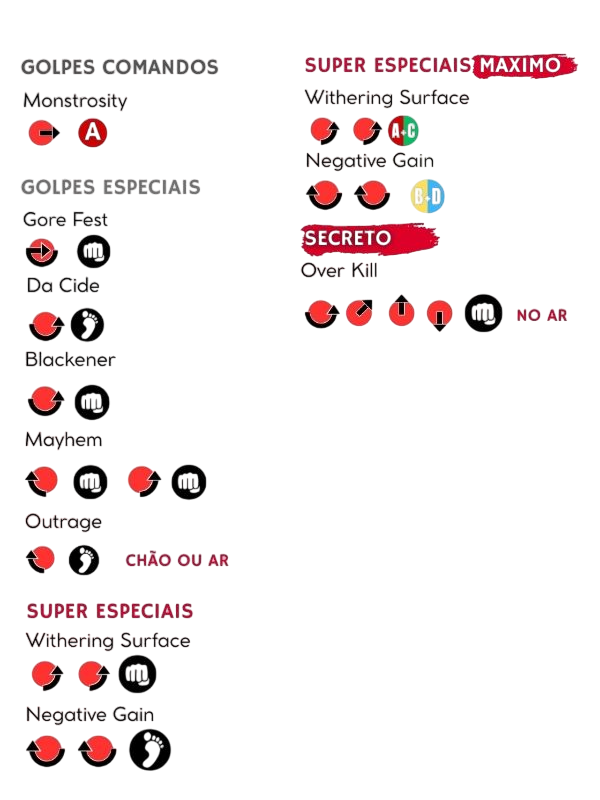 GOLPES COMANDOS
Monstrosity
A
GOLPES ESPECIAIS
Gore Fest
Da Cide
Blackener
Mayhem
Outrage
CHÃO OU AR
SUPER ESPECIAIS
Withering Surface
Negative Gain
SUPER ESPECIAIS MAXIMO
Withering Surface
A+C
Negative Gain
B+D
SECRETO
Over Kill
NO AR